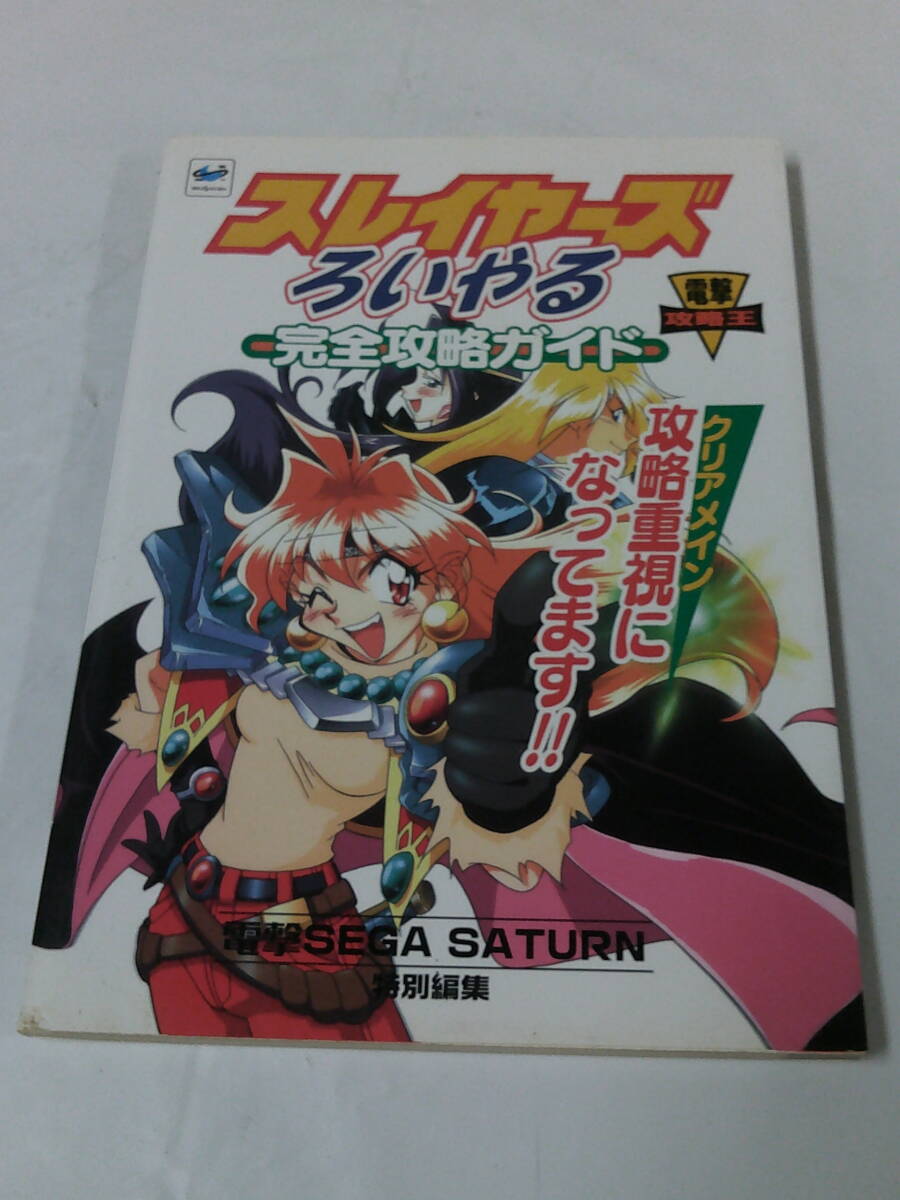 スレイヤーズ
ろいやる
完全攻略ガイド
電撃
攻略王
クリアメイン
攻略重視に
なってます!!
電撃SEGA SATURN
特別編集